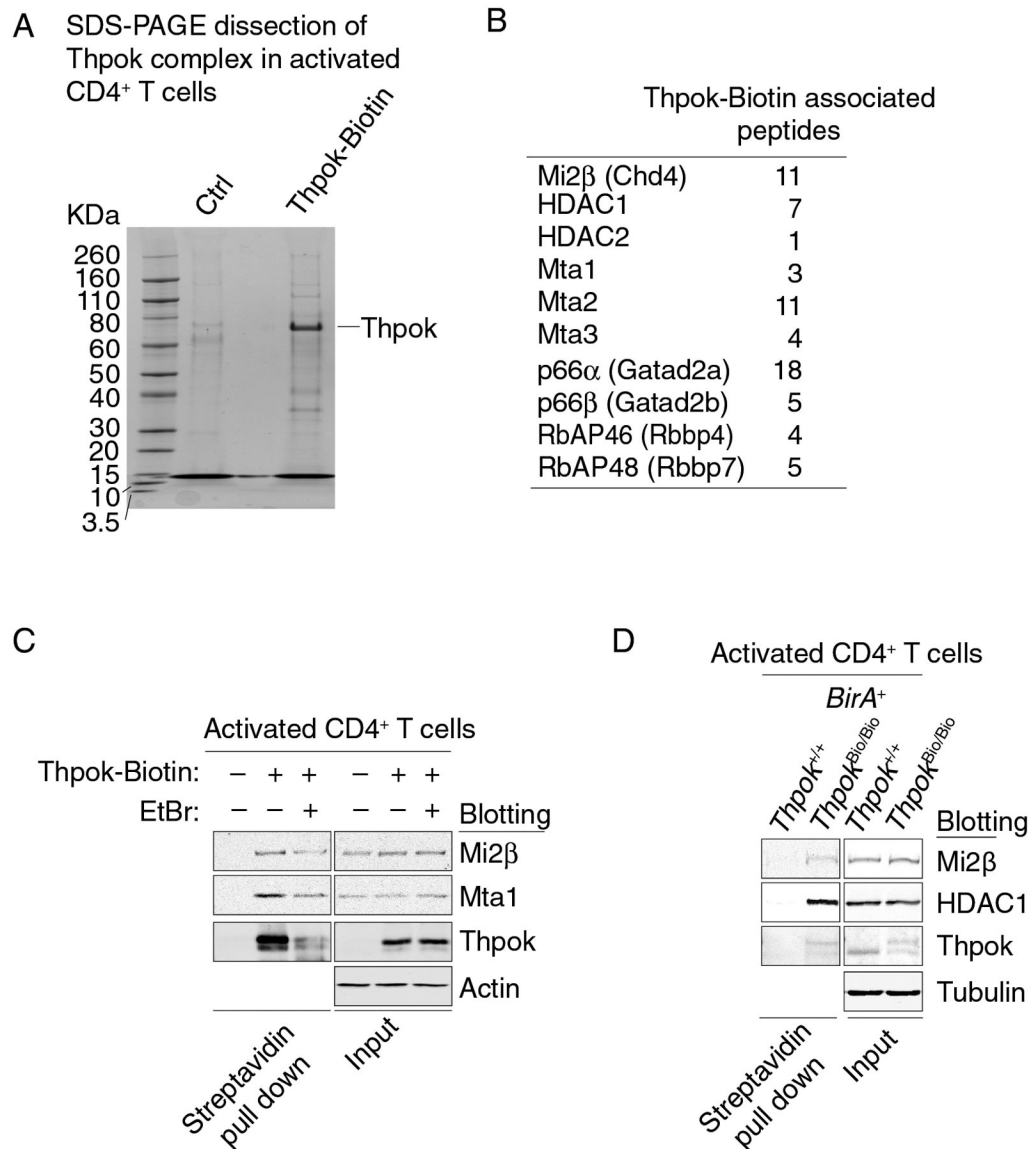 A
SDS-PAGE dissection of
Thpok complex in activated
CD4⁺ T cells
KDa
Ctrl
Thpok-Biotin
260
160
110
80
60
50
40
30
20
15
10
3.5
Thpok
B
Thpok-Biotin associated
peptides
Mi2β (Chd4) 11
HDAC1 7
HDAC2 1
Mta1 3
Mta2 11
Mta3 4
p66α (Gatad2a) 18
p66β (Gatad2b) 5
RbAP46 (Rbbp4) 4
RbAP48 (Rbbp7) 5
C
Activated CD4⁺ T cells
Thpok-Biotin: – + + – + +
EtBr: – – + – – + Blotting
Mi2β
Mta1
Thpok
Actin
Streptavidin
pull down
Input
D
Activated CD4⁺ T cells
BirA⁺
Thpok⁺/⁺ Thpokᴮⁱᵒ/ᴮⁱᵒ Thpok⁺/⁺ Thpokᴮⁱᵒ/ᴮⁱᵒ
Blotting
Mi2β
HDAC1
Thpok
Tubulin
Streptavidin
pull down
Input